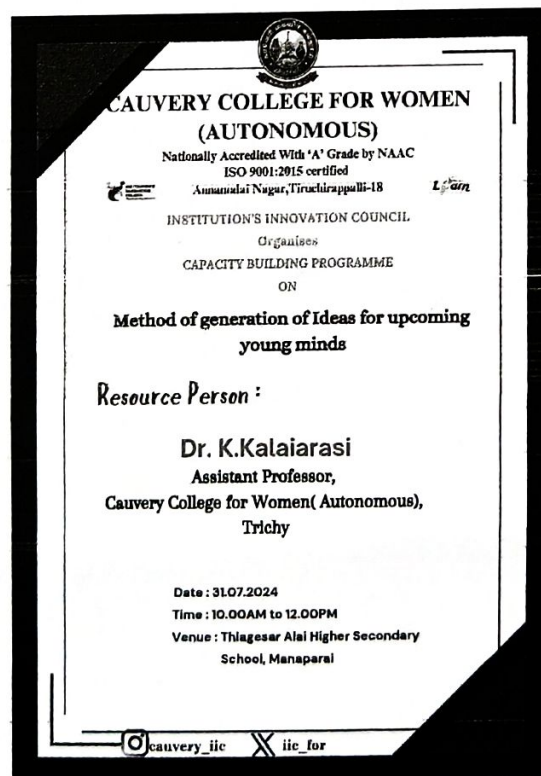 CAUVERY COLLEGE FOR WOMEN
(AUTONOMOUS)
Nationally Accredited With 'A' Grade by NAAC
ISO 9001:2015 certified
Annamalai Nagar,Tiruchirappalli-18
INSTITUTION'S INNOVATION COUNCIL
Organises
CAPACITY BUILDING PROGRAMME
ON
Method of generation of Ideas for upcoming
young minds
Resource Person :
Dr. K.Kalaiarasi
Assistant Professor,
Cauvery College for Women( Autonomous),
Trichy
Date : 31.07.2024
Time : 10.00AM to 12.00PM
Venue : Thiagesar Alai Higher Secondary
School, Manaparai
cauvery_iic
iic_for